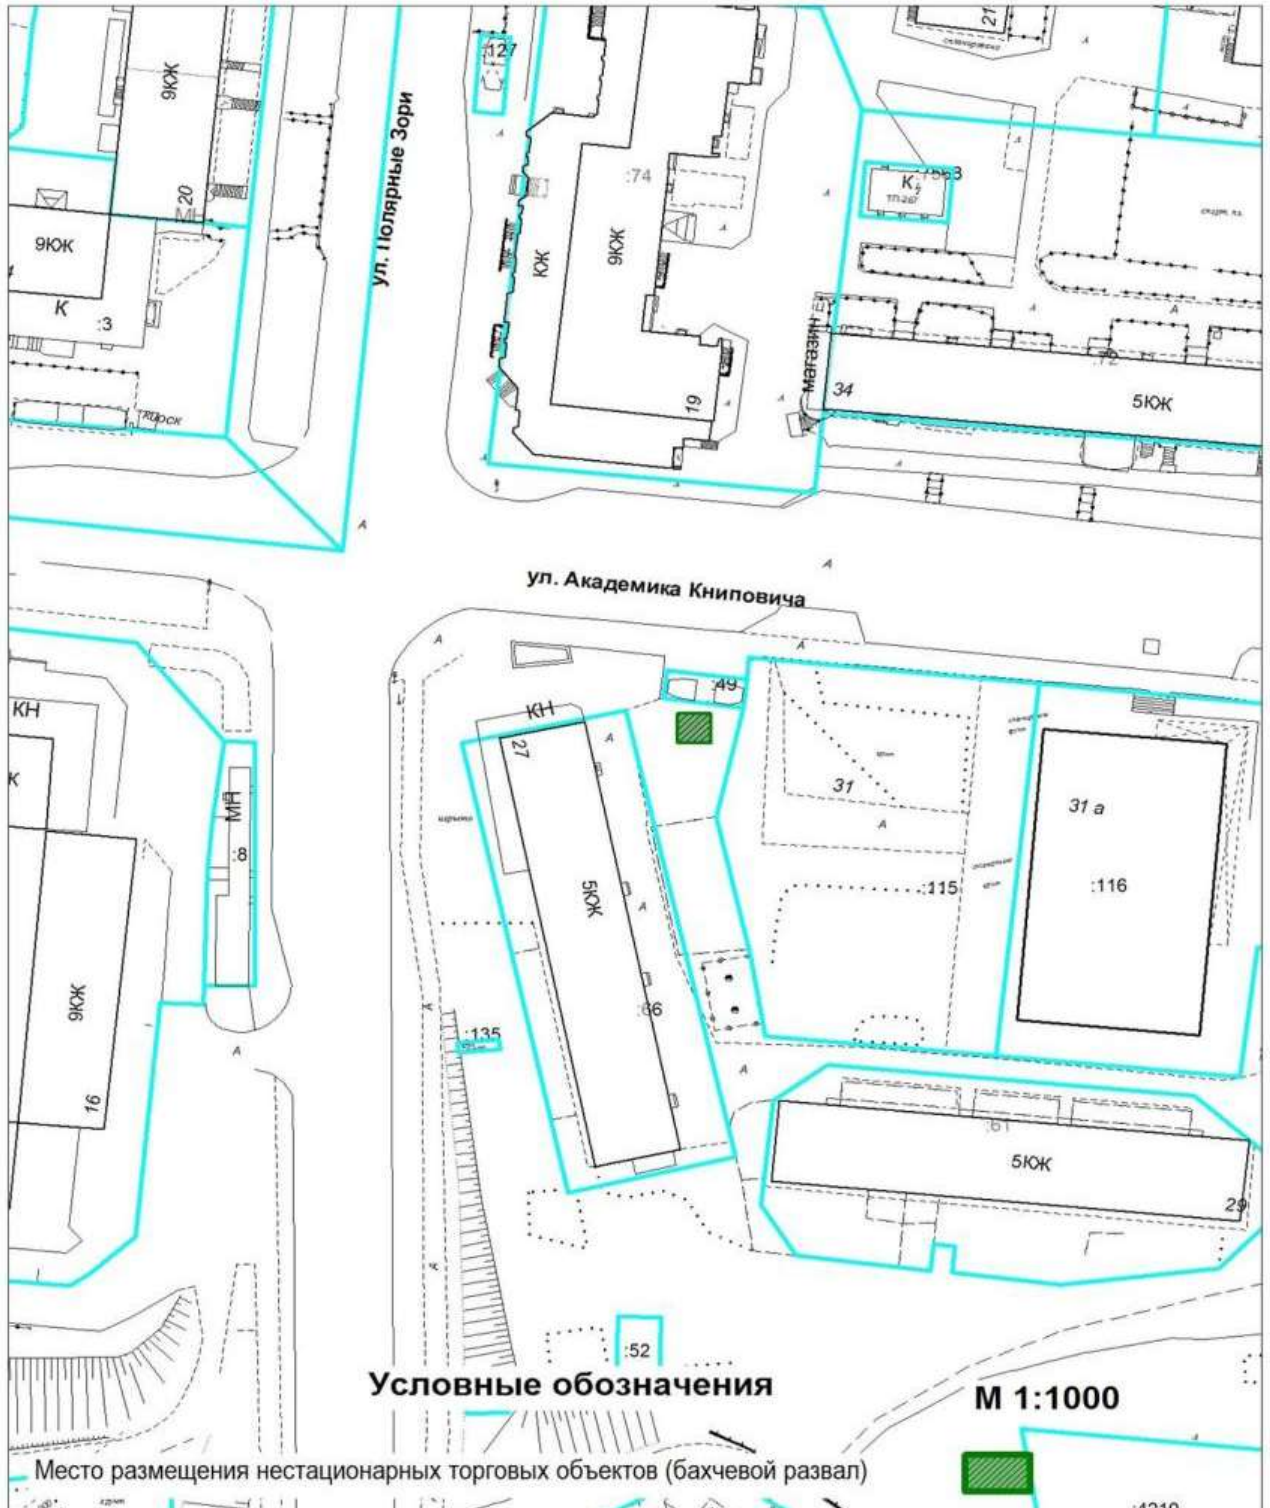 21
:127
9КЖ
ул. Полярные Зори
:74
К
ТП-267
20
9КЖ
КЖ
9КЖ
К
:3
магазин
:72
34
5КЖ
19
киоск
А
А
ул. Академика Книповича
А
А
:49
КН
КН
27
31
А
31 а
К
МН
:8
:115
:116
5КЖ
А
9КЖ
:66
:135
А
А
16
:61
5КЖ
29
:52
Условные обозначения
М 1:1000
Место размещения нестационарных торговых объектов (бахчевой развал)